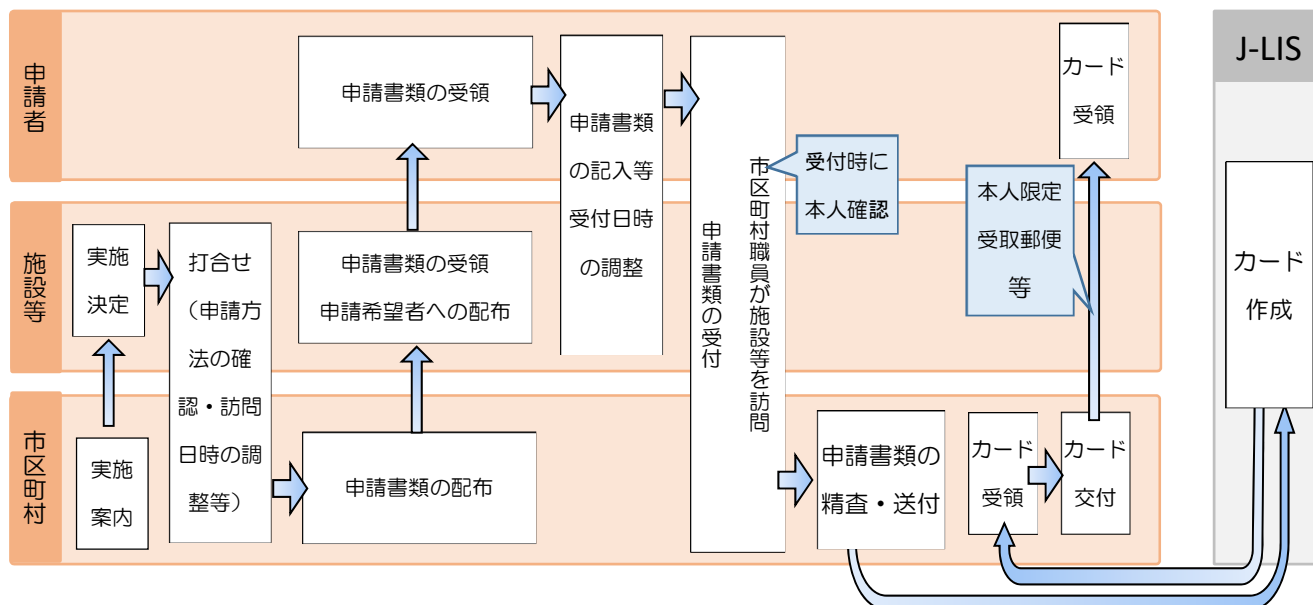 申請者
申請書類の受領
申請書類
の記入等
受付日時
の調整
市区町村職員が施設等を訪問
申請書類の受付
受付時に
本人確認
カード
受領
本人限定
受取郵便
等
施設等
実施
決定
打合せ
（申請方
法の確
認・訪問
日時の調
整等）
申請書類の受領
申請希望者への配布
市区町村
実施
案内
申請書類の配布
申請書類の
精査・送付
カード
受領
カード
交付
J-LIS
カード
作成